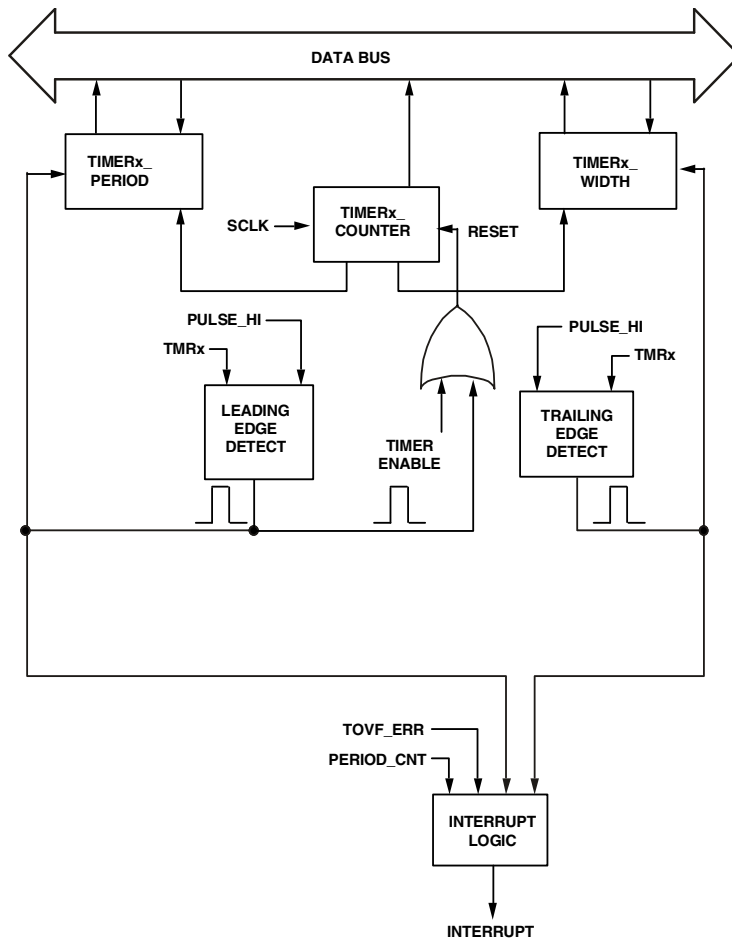 DATA BUS
TIMERx_
PERIOD
TIMERx_
COUNTER
TIMERx_
WIDTH
SCLK
RESET
PULSE_HI
TMRx
LEADING
EDGE
DETECT
TIMER
ENABLE
PULSE_HI
TMRx
TRAILING
EDGE
DETECT
TOVF_ERR
PERIOD_CNT
INTERRUPT
LOGIC
INTERRUPT